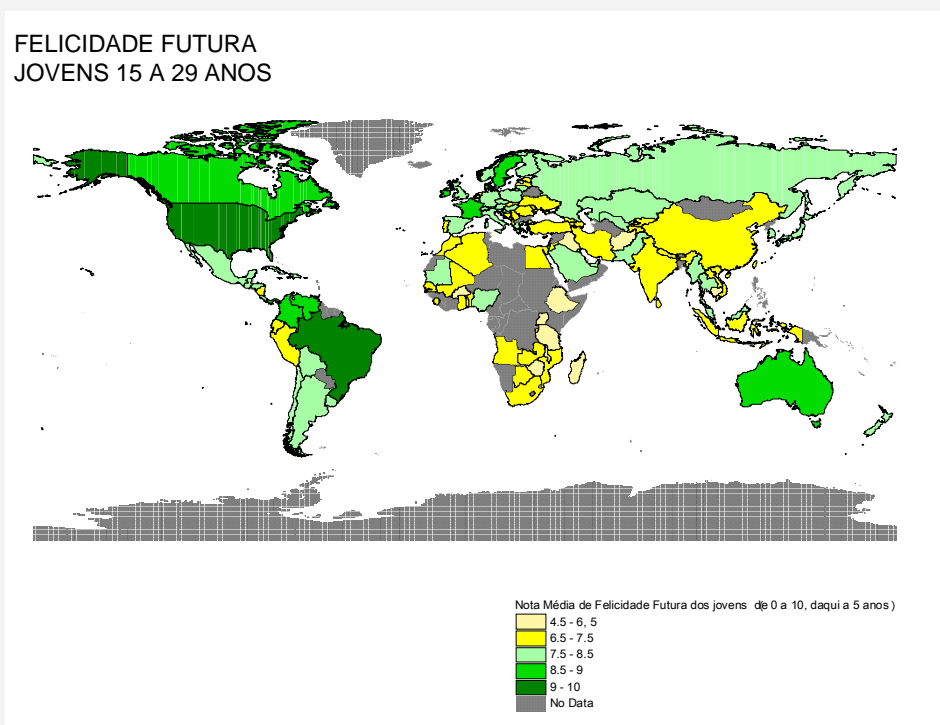 FELICIDADE FUTURA
JOVENS 15 A 29 ANOS
Nota Média de Felicidade Futura dos jovens (de 0 a 10, daqui a 5 anos)
4.5 - 6, 5
6.5 - 7.5
7.5 - 8.5
8.5 - 9
9 - 10
No Data